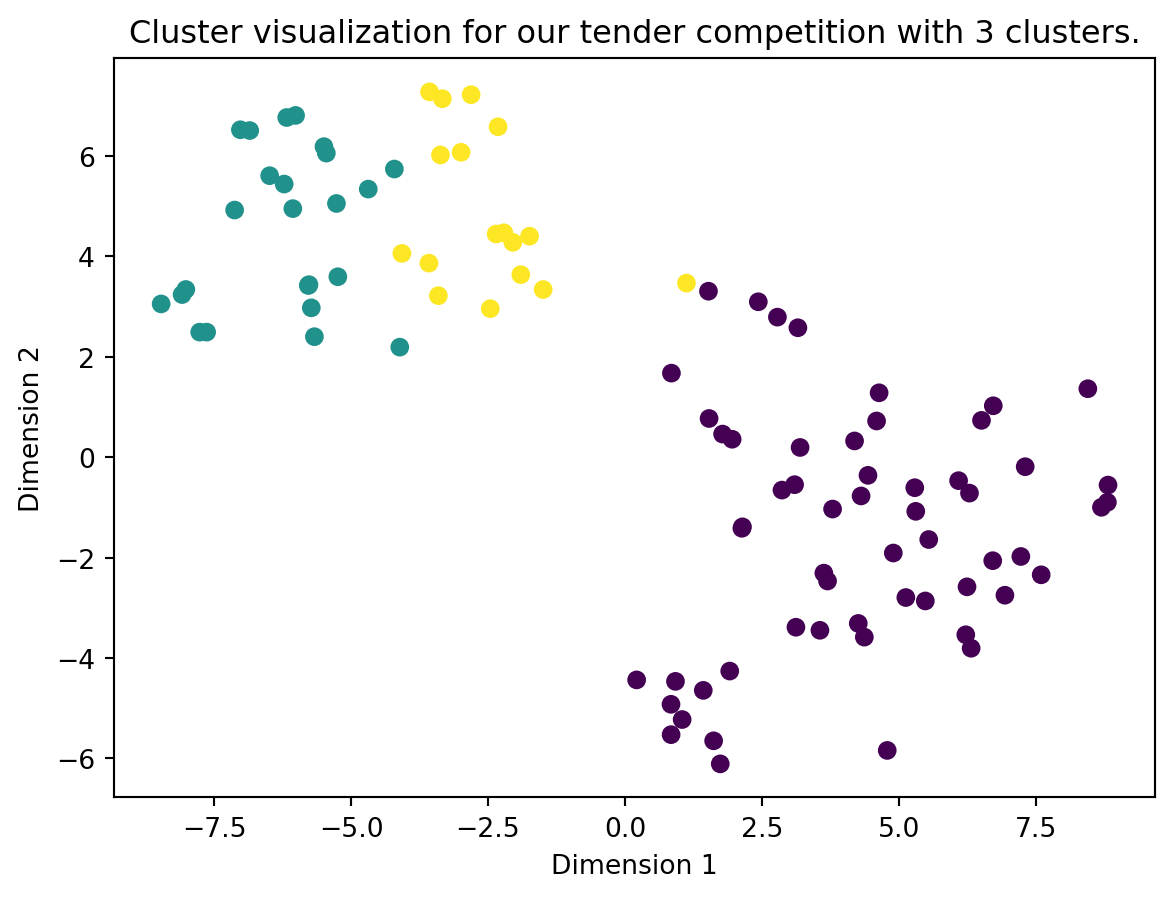 Cluster visualization for our tender competition with 3 clusters.
6
4
2
0
−2
−4
−6
Dimension 2
−7.5 −5.0 −2.5 0.0 2.5 5.0 7.5
Dimension 1